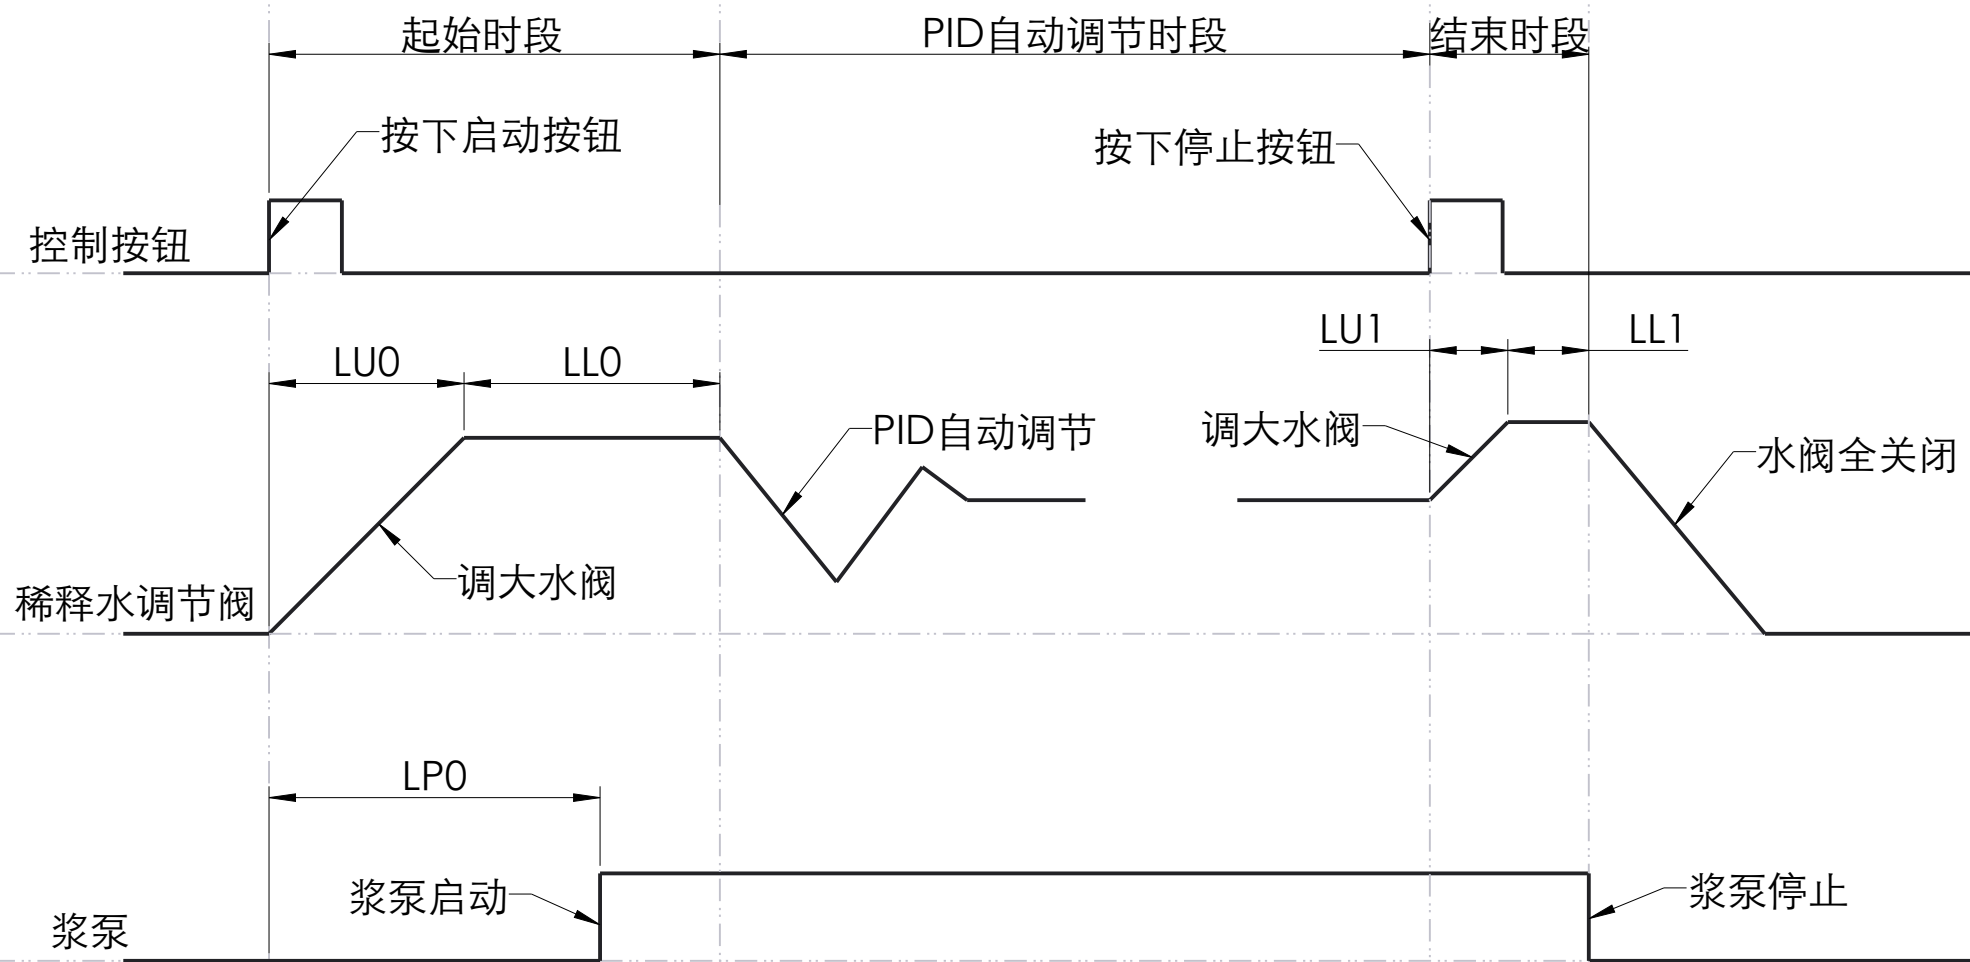 起始时段
PID自动调节时段
结束时段
按下启动按钮
按下停止按钮
控制按钮
LU0
LL0
LU1
LL1
PID自动调节
调大水阀
水阀全关闭
调大水阀
稀释水调节阀
LP0
浆泵启动
浆泵停止
浆泵